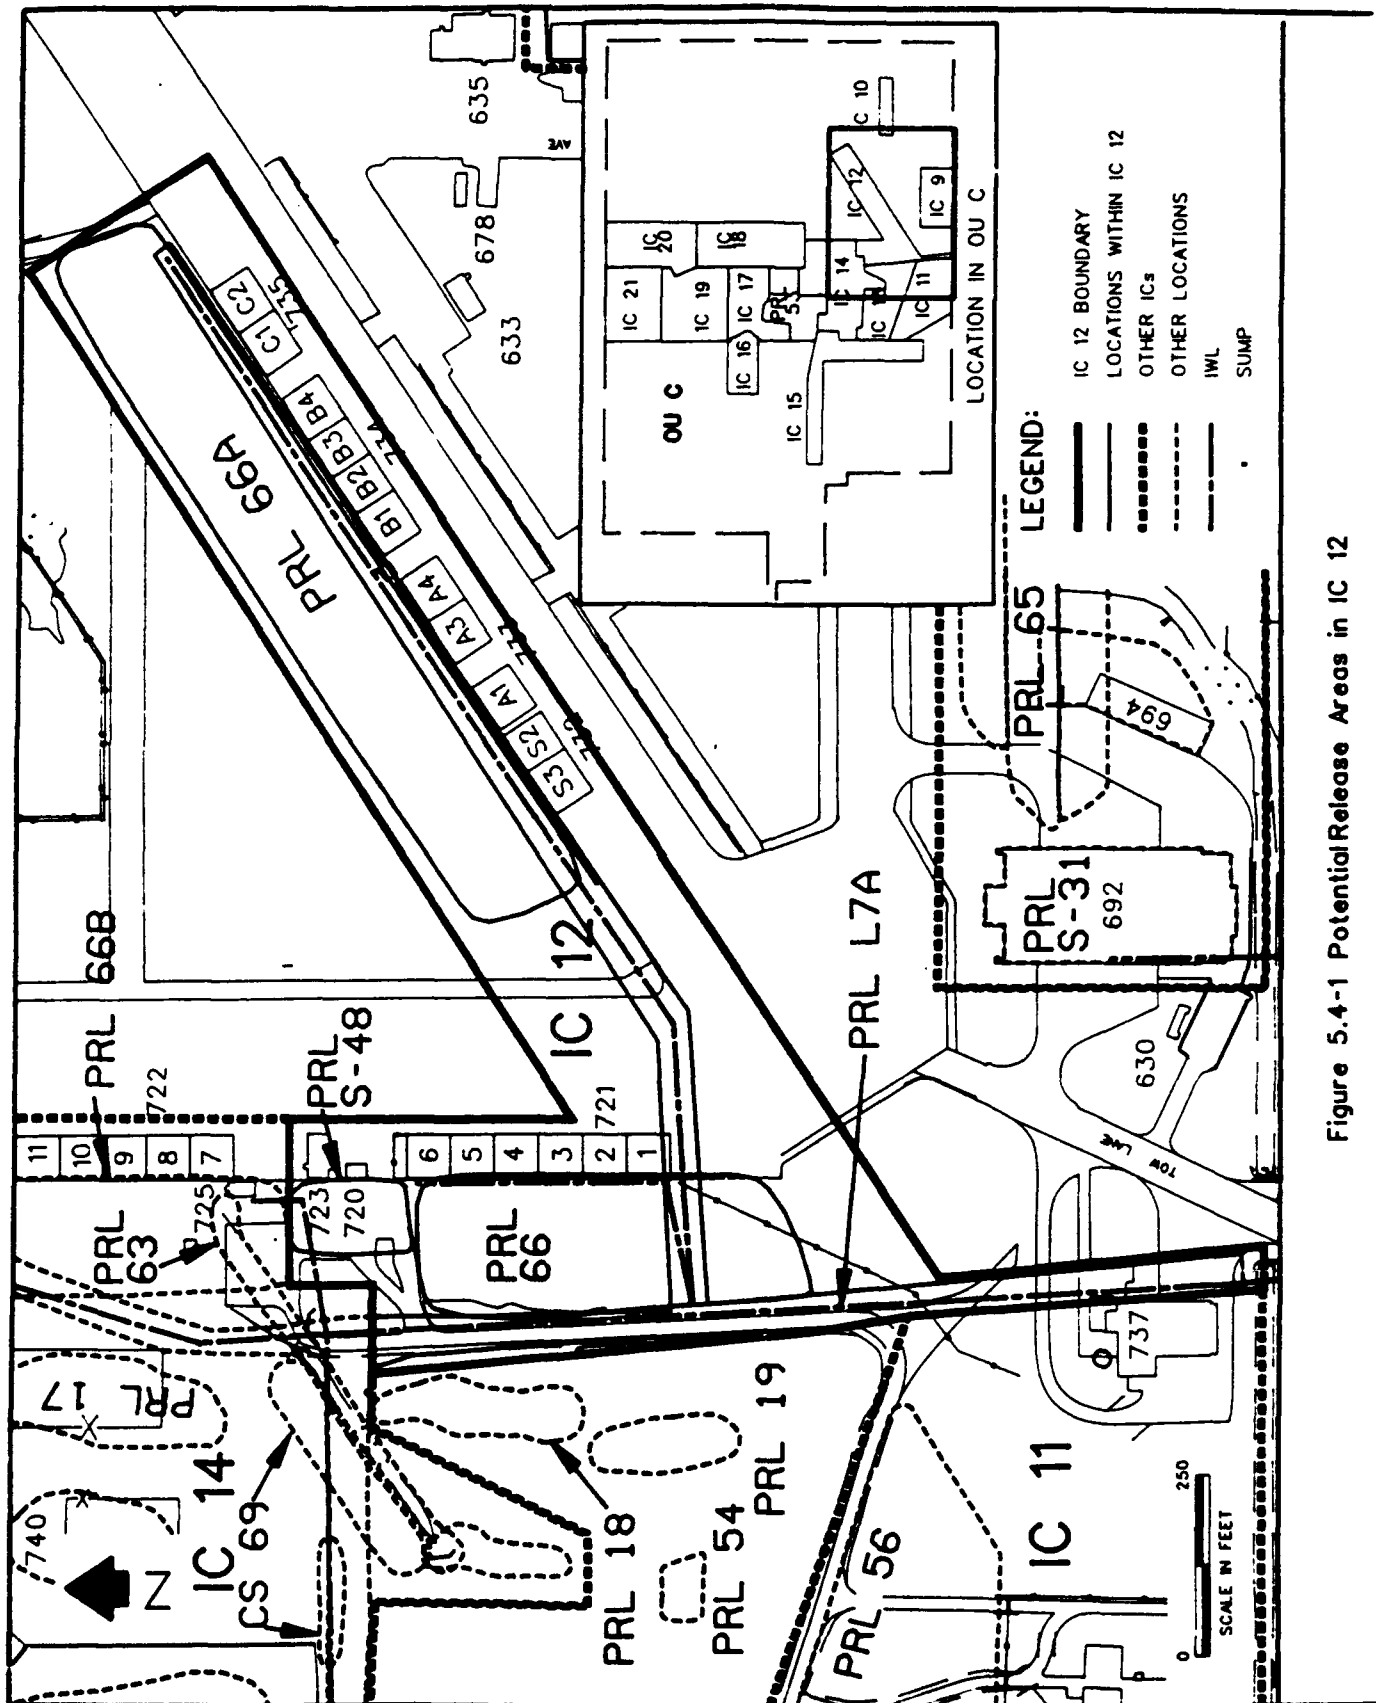 635
AVE
678
633
C2
C1
735
B4
B3
B2
B1
734
A4
A3
A1
733
S2
S3
732
PRL 66A
IC 12
PRL 66B
722
PRL
S-48
721
11
10
9
8
7
6
5
4
3
2
1
725
723
720
PRL
63
PRL
66
PRL L7A
PRL
S-31
692
PRL 65
694
630
TOW LANE
737
PRL 17
740
N
IC 14
CS 69
PRL 18
PRL 19
PRL 54
PRL 56
IC 11
0 250
SCALE IN FEET
OU C
IC 21
IC
20
IC 19
IC
18
IC 17
IC 16
PRL
53
IC 15
IC 14
IC 12
IC 10
IC 9
IC 11
LOCATION IN OU C
LEGEND:
IC 12 BOUNDARY
LOCATIONS WITHIN IC 12
OTHER ICs
OTHER LOCATIONS
IWL
SUMP
Figure 5.4-1 Potential Release Areas in IC 12